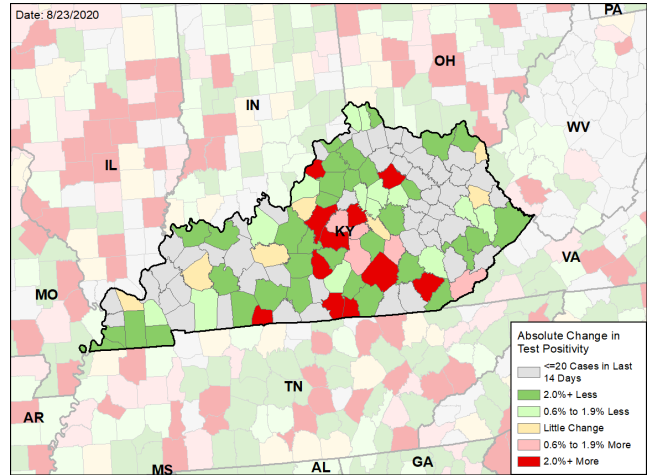 Date: 8/23/2020
PA
OH
IN
WV
IL
KY
VA
MO
TN
AR
MS
AL
GA
Absolute Change in
Test Positivity
<=20 Cases in Last
14 Days
2.0%+ Less
0.6% to 1.9% Less
Little Change
0.6% to 1.9% More
2.0%+ More